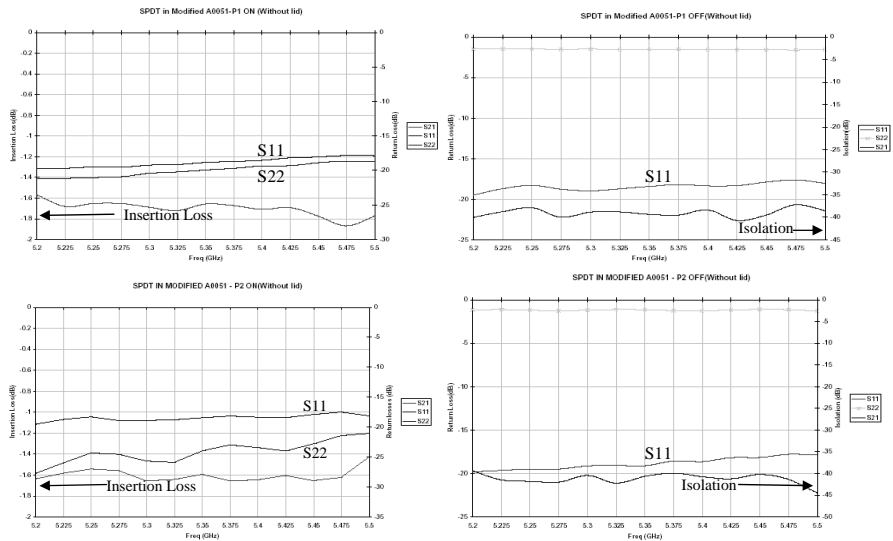 SPDT in Modified A0051-P1 ON (Without lid)
Insertion Loss(dB)
0
-0.2
-0.4
-0.6
-0.8
-1
-1.2
-1.4
-1.6
-1.8
-2
0
-5
-10
-15
-20
-25
-30
Return Loss(dB)
S21
S11
S22
S11
S22
Insertion Loss
5.2 5.225 5.25 5.275 5.3 5.325 5.35 5.375 5.4 5.425 5.45 5.475 5.5
Freq (GHz)
SPDT in Modified A0051-P1 OFF(Without lid)
Return Loss(dB)
0
-5
-10
-15
-20
-25
0
-5
-10
-15
-20
-25
-30
-35
-40
-45
Isolation(dB)
S11
S22
S21
S11
Isolation
5.2 5.225 5.25 5.275 5.3 5.325 5.35 5.375 5.4 5.425 5.45 5.475 5.5
Freq (GHz)
SPDT IN MODIFIED A0051 - P2 ON(Without lid)
Insertion Loss(dB)
0
-0.2
-0.4
-0.6
-0.8
-1
-1.2
-1.4
-1.6
-1.8
-2
0
-5
-10
-15
-20
-25
-30
-35
Return losses (dB)
S21
S11
S22
S11
S22
Insertion Loss
5.2 5.225 5.25 5.275 5.3 5.325 5.35 5.375 5.4 5.425 5.45 5.475 5.5
Freq (GHz)
SPDT IN MODIFIED A0051 - P2 OFF(Without lid)
Return Loss(dB)
0
-5
-10
-15
-20
-25
0
-5
-10
-15
-20
-25
-30
-35
-40
-45
-50
Isolation (dB)
S11
S22
S21
S11
Isolation
5.2 5.225 5.25 5.275 5.3 5.325 5.35 5.375 5.4 5.425 5.45 5.475 5.5
Freq (GHz)